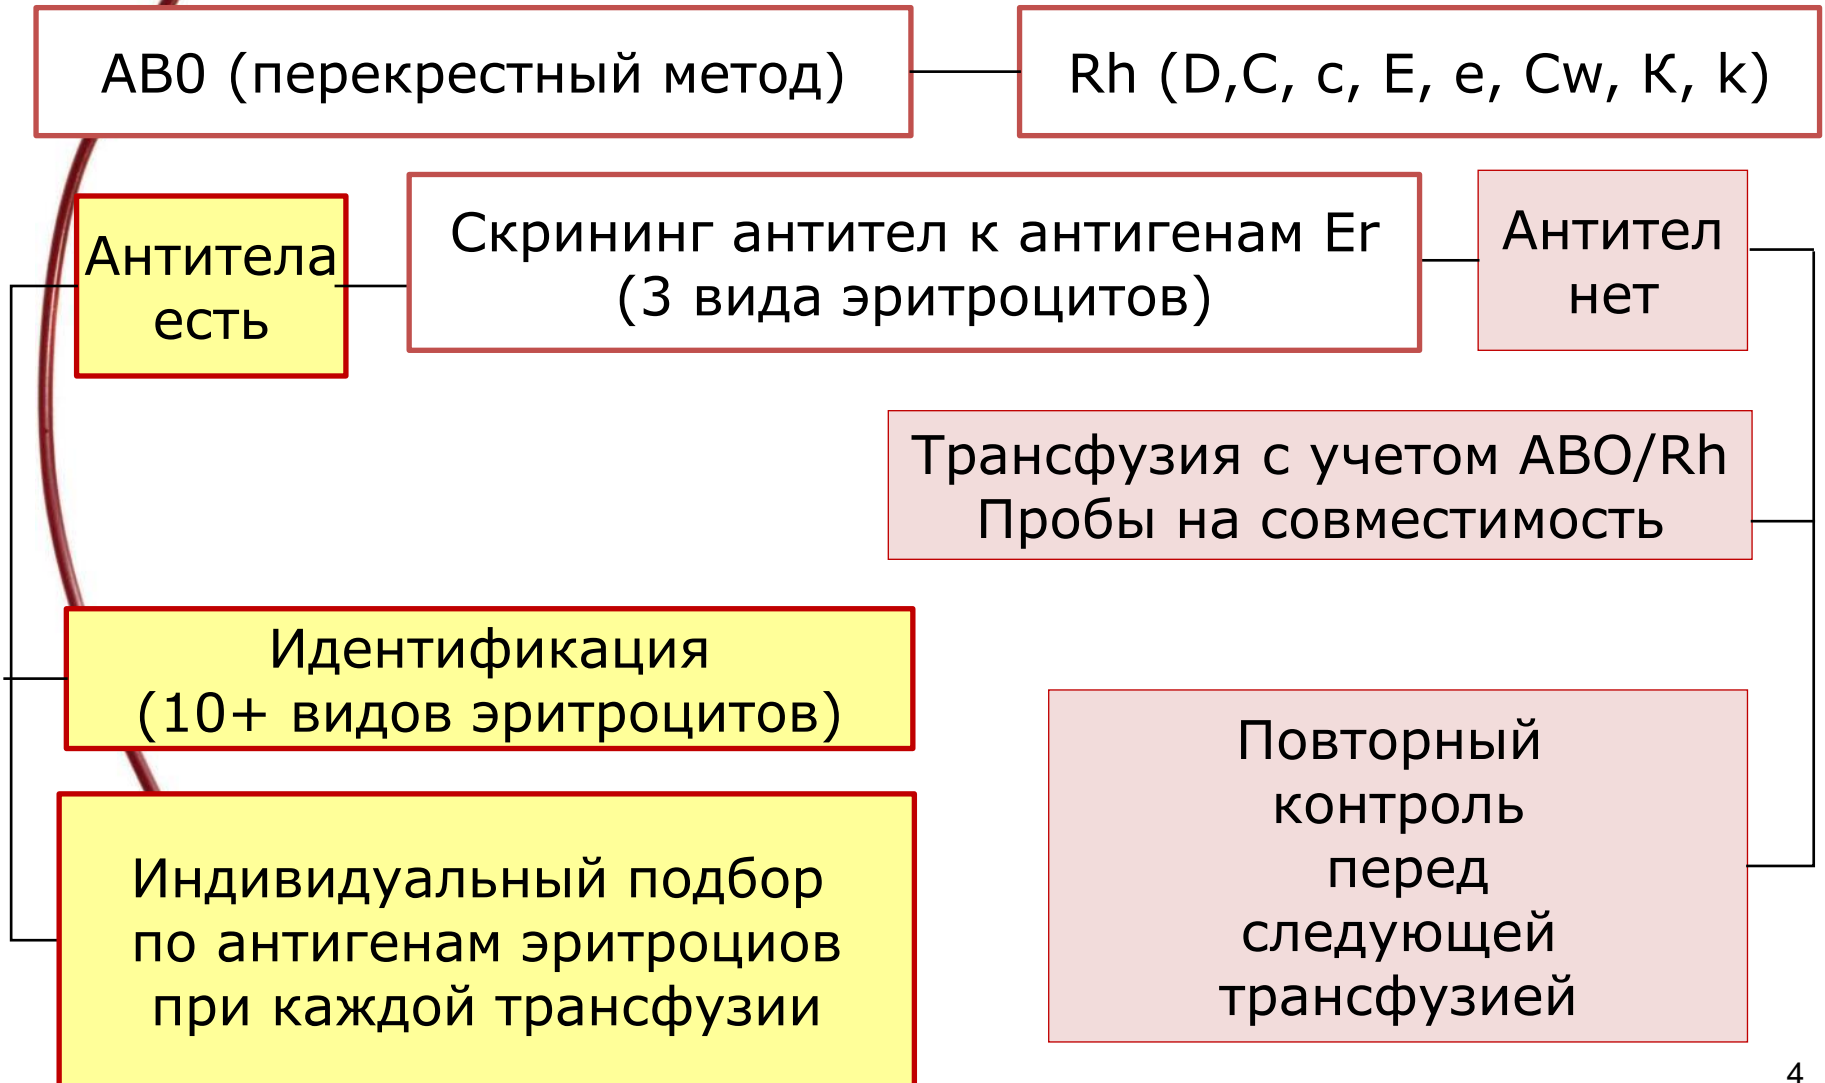 АВ0 (перекрестный метод)
Rh (D,C, c, E, e, Cw, К, k)
Антитела
есть
Скрининг антител к антигенам Er
(3 вида эритроцитов)
Антител
нет
Трансфузия с учетом АВО/Rh
Пробы на совместимость
Идентификация
(10+ видов эритроцитов)
Индивидуальный подбор
по антигенам эритроциов
при каждой трансфузии
Повторный
контроль
перед
следующей
трансфузией
4